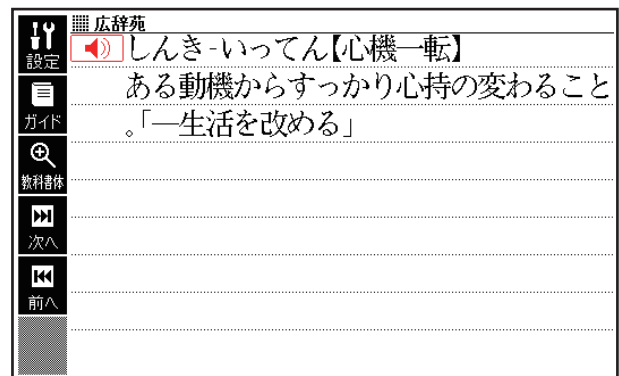 広辞苑
設定
しんき-いってん【心機一転】
ある動機からすっかり心持の変わること
。「―生活を改める」
ガイド
教科書体
次へ
前へ